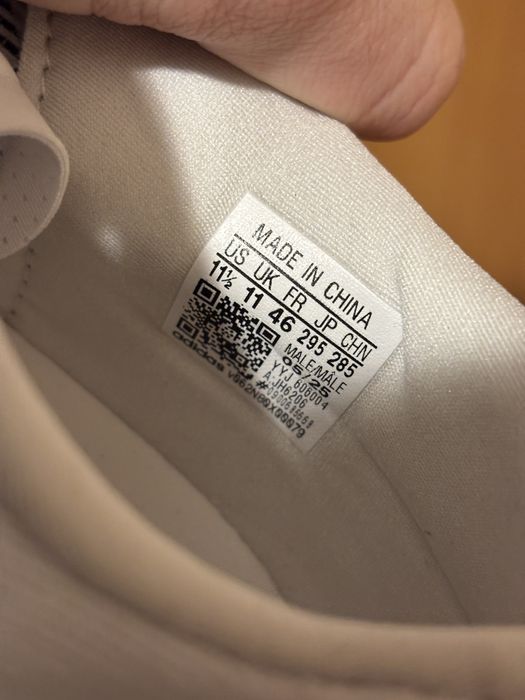 MADE IN CHINA
US UK FR JP CHN
11½ 11 46 295 285
MALE/MÂLE
05/25
YYJ 606004
AJH6206
adidas